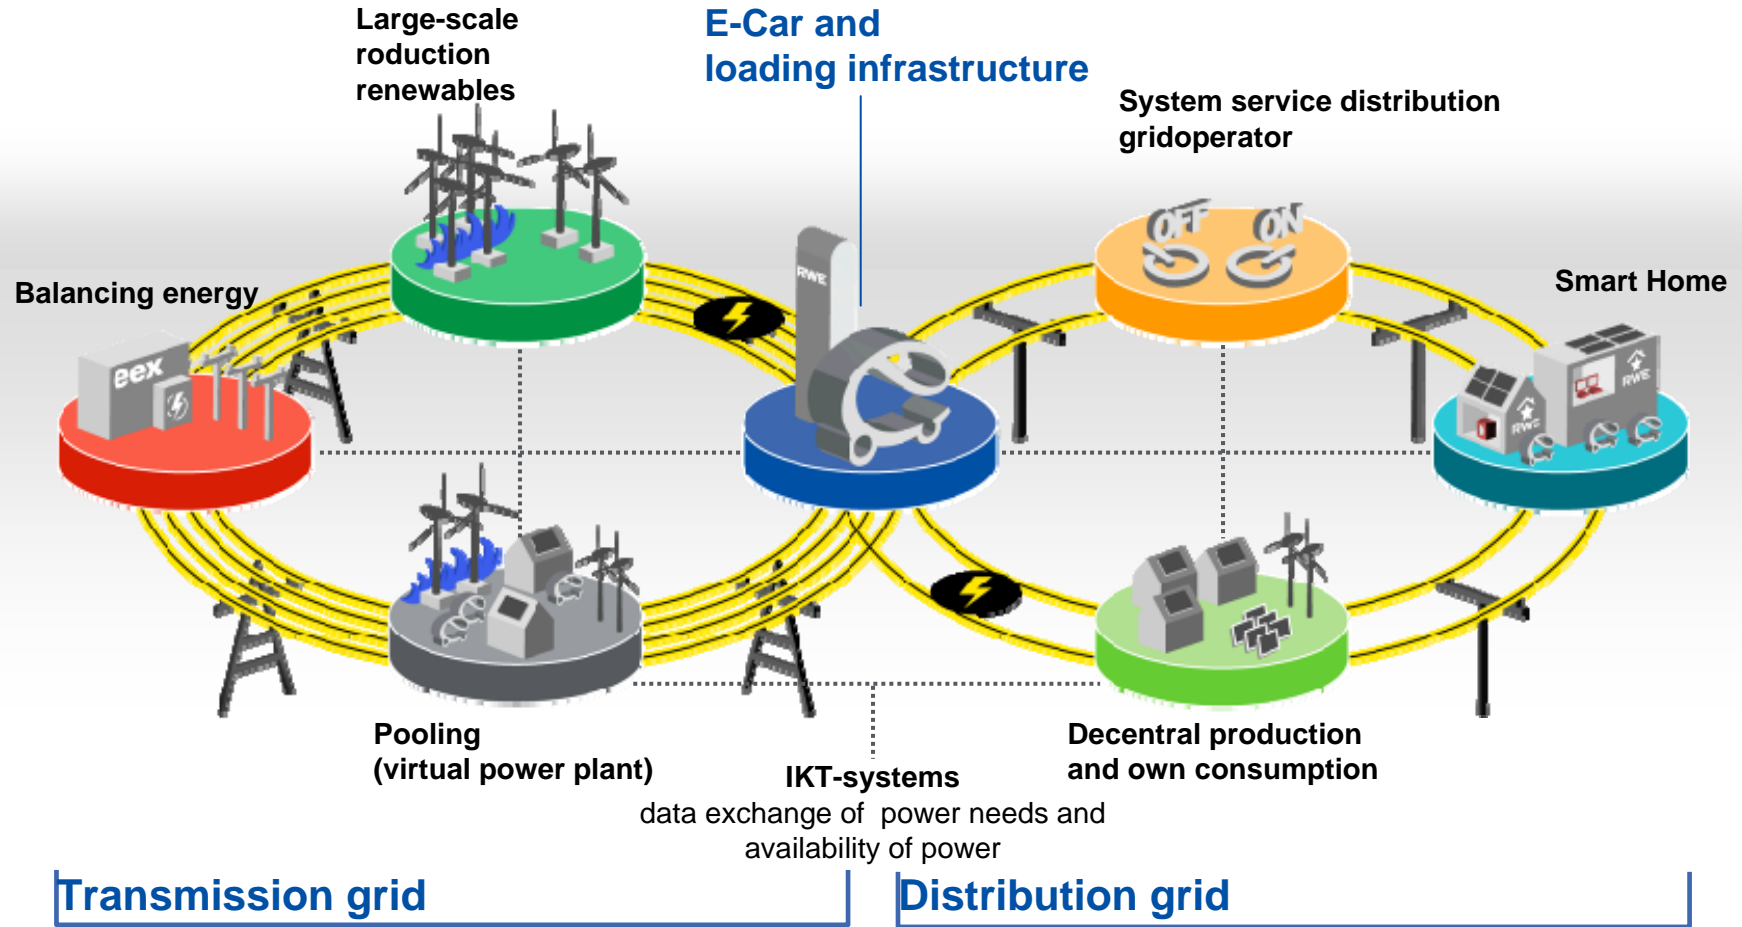 Large-scale
roduction
renewables
E-Car and
loading infrastructure
System service distribution
gridoperator
OFF
ON
Balancing energy
RWE
Smart Home
eex
RWE
RWE
Pooling
(virtual power plant)
Decentral production
and own consumption
IKT-systems
data exchange of power needs and
availability of power
Transmission grid
Distribution grid